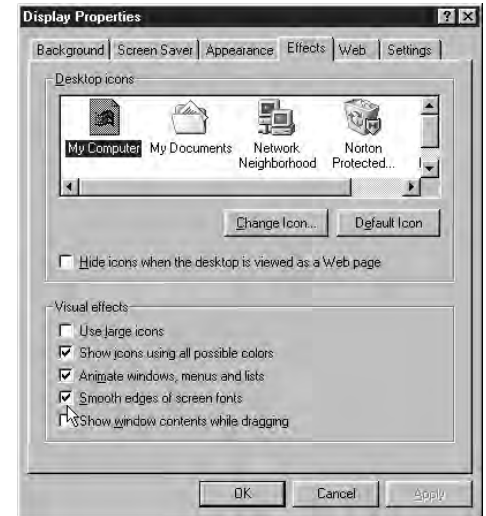 Display Properties
Background Screen Saver Appearance Effects Web Settings
Desktop icons
My Computer My Documents Network Neighborhood Norton Protected...
Change Icon... Default Icon
Hide icons when the desktop is viewed as a Web page
Visual effects
Use large icons
Show icons using all possible colors
Animate windows, menus and lists
Smooth edges of screen fonts
Show window contents while dragging
OK Cancel Apply